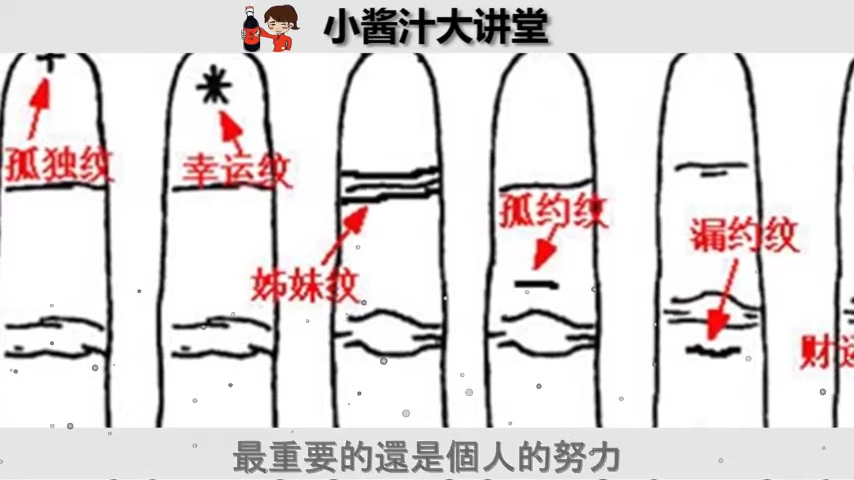 小酱汁大讲堂
孤独纹
幸运纹
姊妹纹
孤约纹
漏约纹
财运
最重要的還是個人的努力